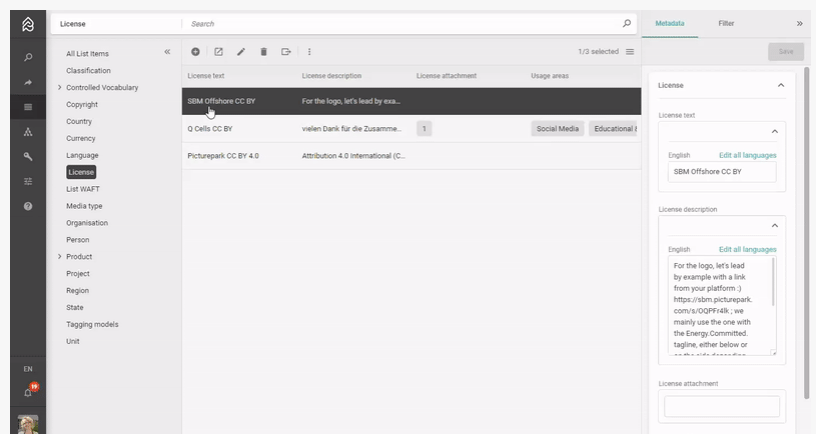 License
Search
Metadata
Filter
»
All List Items
«
1/3 selected
Save
Classification
Controlled Vocabulary
Copyright
Country
Currency
Language
License
List WAFT
Media type
Organisation
Person
Product
Project
Region
State
Tagging models
Unit
EN
99
License text
License description
License attachment
Usage areas
SBM Offshore CC BY
For the logo, let's lead by exa...
Q Cells CC BY
vielen Dank für die Zusamme...
1
Social Media
Educational &
Picturepark CC BY 4.0
Attribution 4.0 International (C...
License
License text
English
Edit all languages
SBM Offshore CC BY
License description
English
Edit all languages
For the logo, let's lead
by example with a link
from your platform :)
https://sbm.picturepark.
com/s/OQPFr4lk ; we
mainly use the one with
the Energy.Committed.
tagline, either below or
on the side depending
License attachment